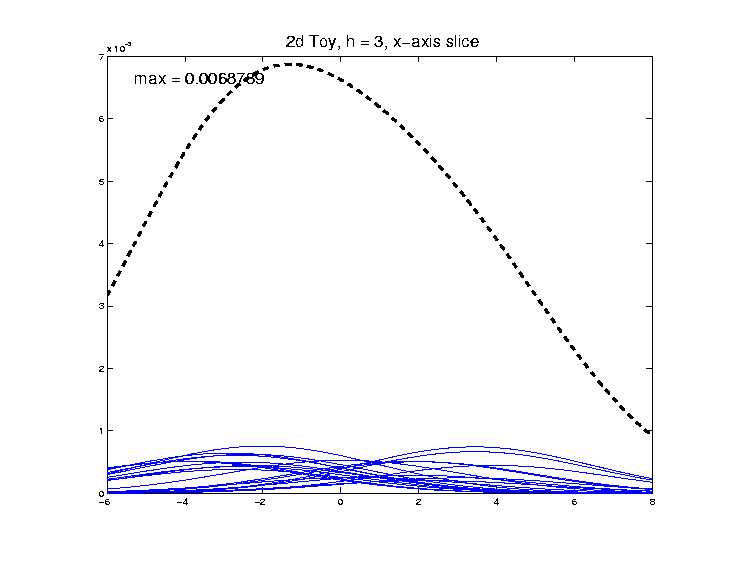 2d Toy, h = 3, x-axis slice
x 10-3
max = 0.0068789
7
6
5
4
3
2
1
0
-6 -4 -2 0 2 4 6 8